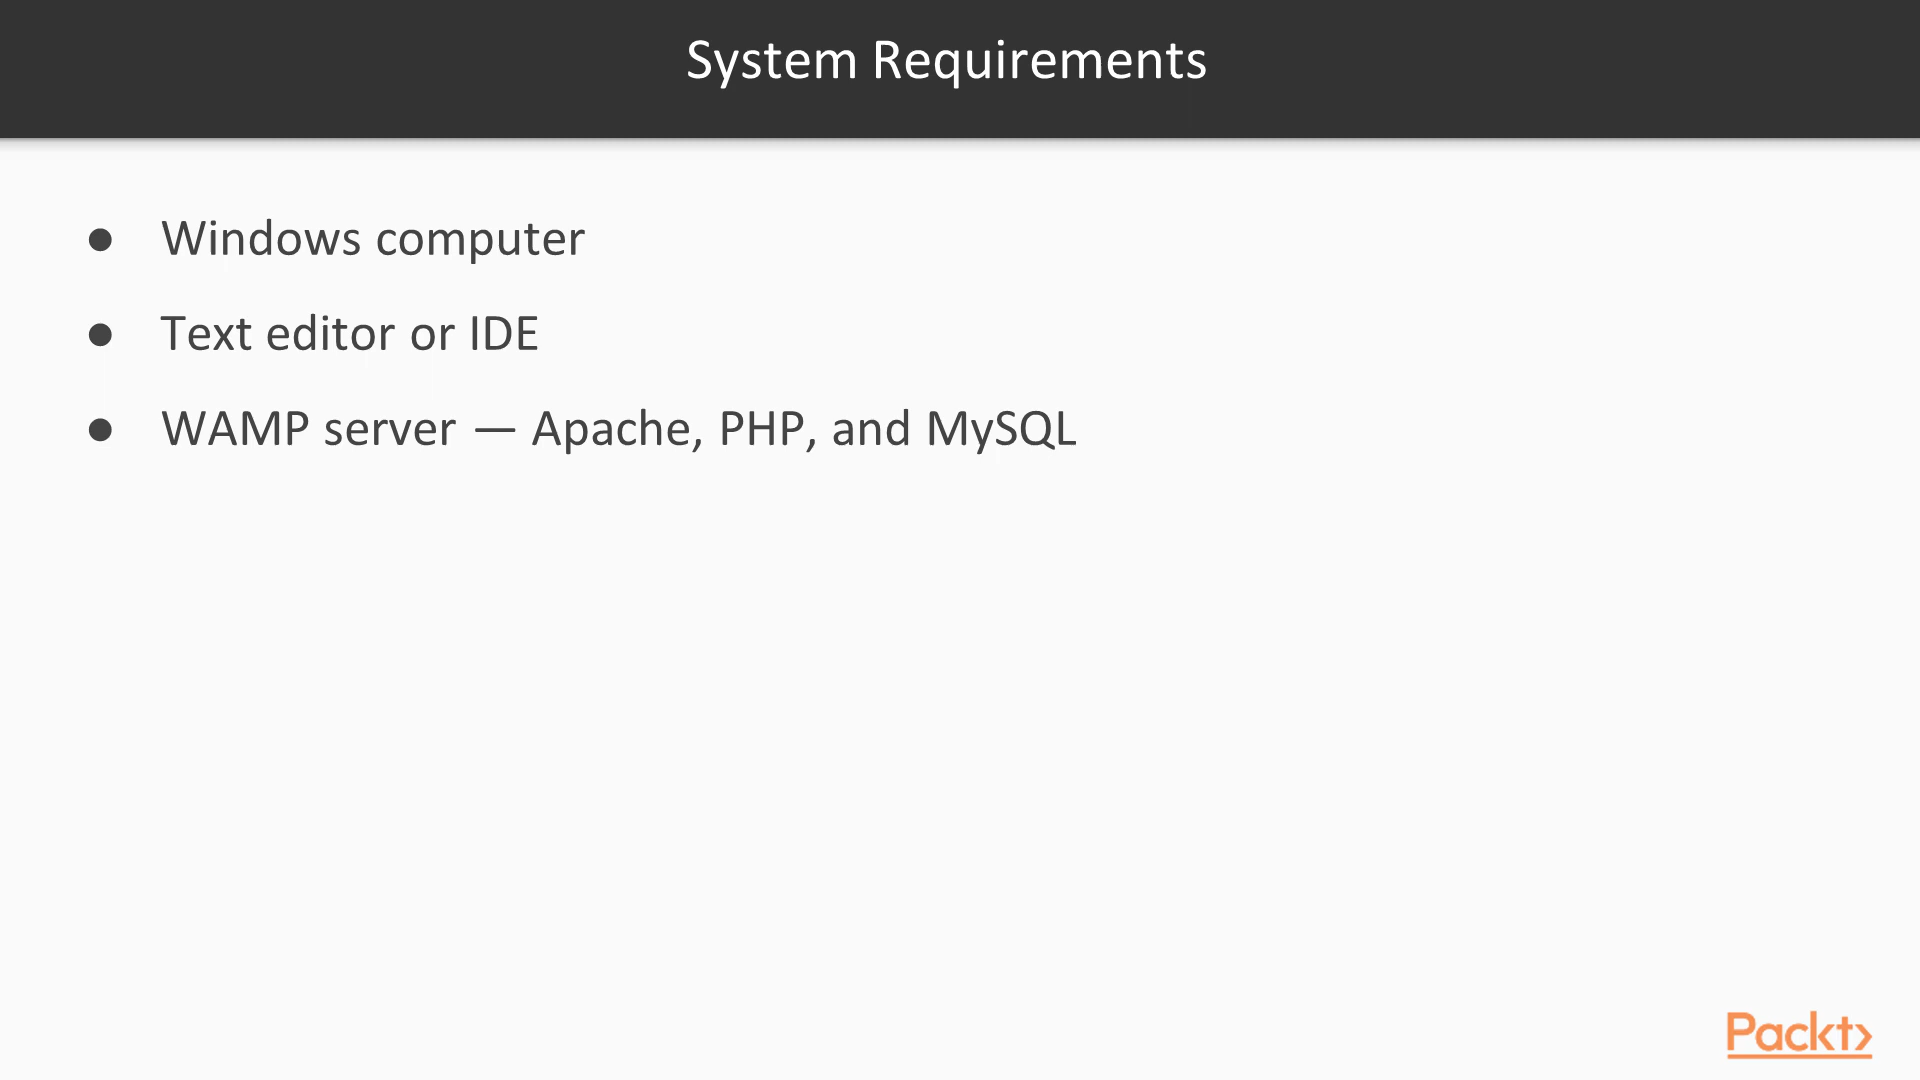 System Requirements
● Windows computer
● Text editor or IDE
● WAMP server — Apache, PHP, and MySQL
Packt>